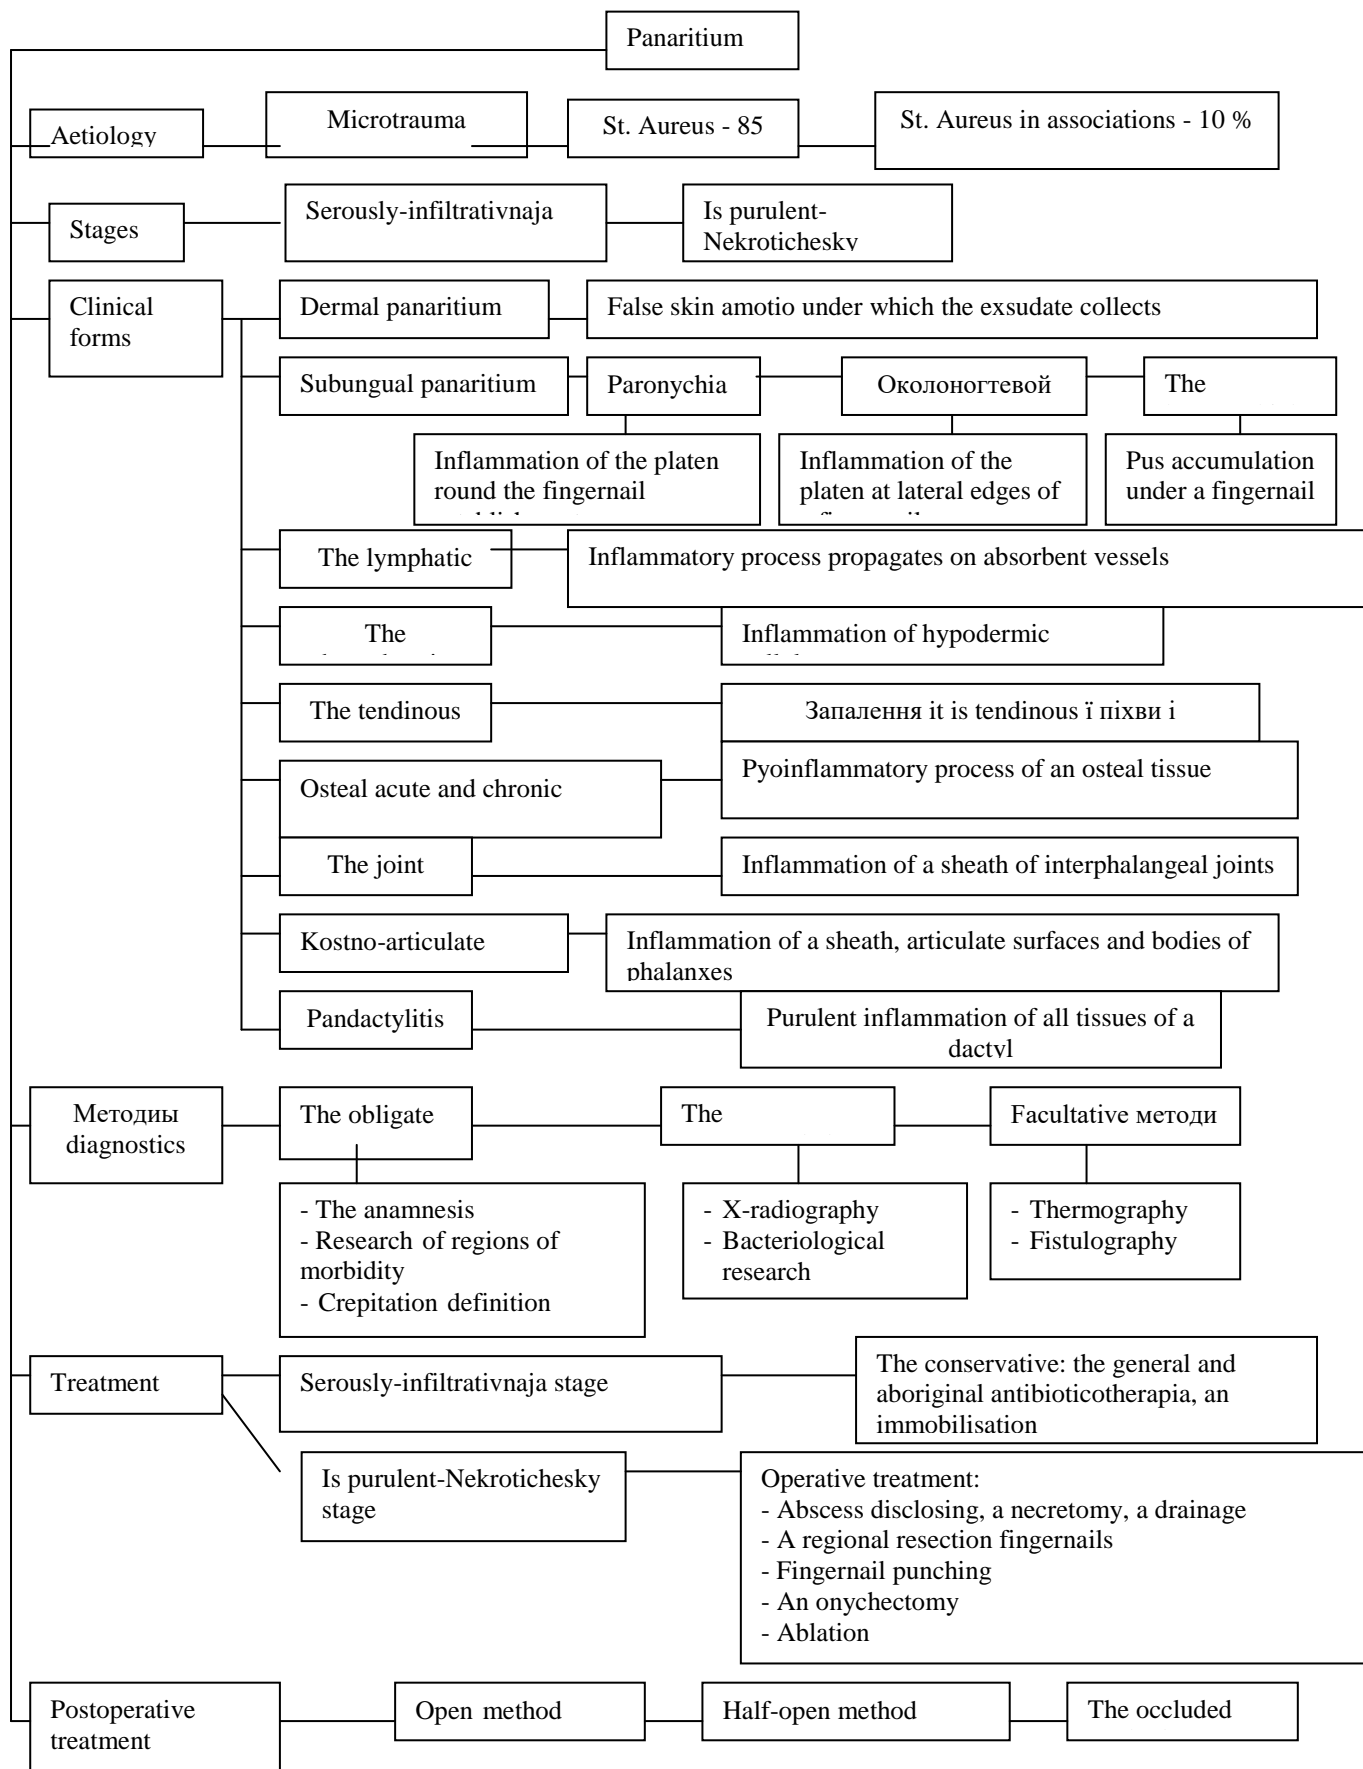 Panaritium
Aetiology
Microtrauma
St. Aureus - 85
St. Aureus in associations - 10 %
Stages
Serously-infiltrativnaja
Is purulent-
Nekrotichesky
Clinical
forms
Dermal panaritium
False skin amotio under which the exsudate collects
Subungual panaritium
Paronychia
Околоногтевой
The
Inflammation of the platen
round the fingernail
Inflammation of the
platen at lateral edges of
Pus accumulation
under a fingernail
The lymphatic
Inflammatory process propagates on absorbent vessels
The
Inflammation of hypodermic
The tendinous
Запалення it is tendinous ї піхви і
Osteal acute and chronic
Pyoinflammatory process of an osteal tissue
The joint
Inflammation of a sheath of interphalangeal joints
Kostno-articulate
Inflammation of a sheath, articulate surfaces and bodies of
phalanxes
Pandactylitis
Purulent inflammation of all tissues of a
dactyl
Методиы
diagnostics
The obligate
The
Facultative методи
- The anamnesis
- Research of regions of
morbidity
- Crepitation definition
- X-radiography
- Bacteriological
research
- Thermography
- Fistulography
Treatment
Serously-infiltrativnaja stage
The conservative: the general and
aboriginal antibioticotherapia, an
immobilisation
Is purulent-Nekrotichesky
stage
Operative treatment:
- Abscess disclosing, a necretomy, a drainage
- A regional resection fingernails
- Fingernail punching
- An onychectomy
- Ablation
Postoperative
treatment
Open method
Half-open method
The occluded